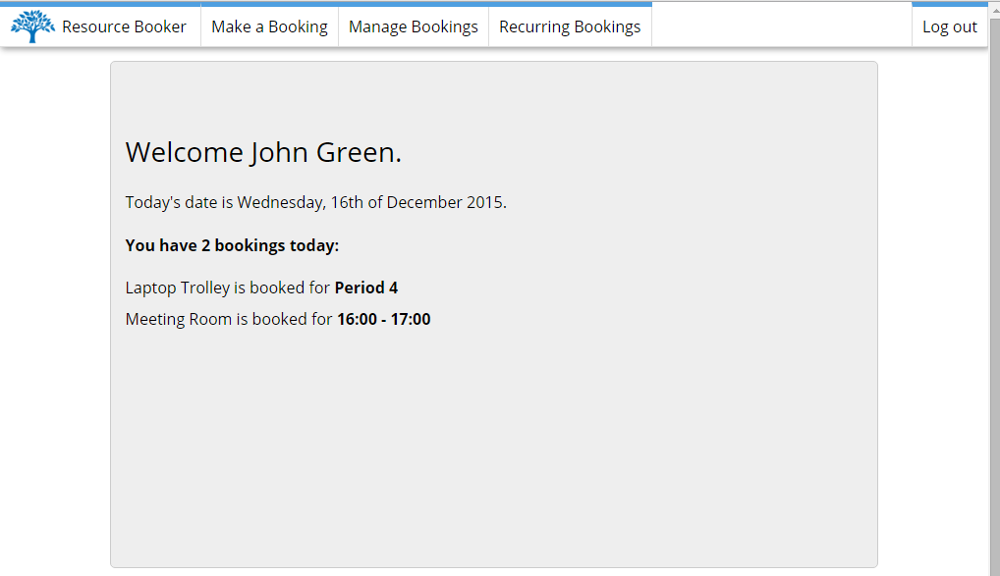 Resource Booker Make a Booking Manage Bookings Recurring Bookings Log out
Welcome John Green.
Today's date is Wednesday, 16th of December 2015.
You have 2 bookings today:
Laptop Trolley is booked for Period 4
Meeting Room is booked for 16:00 - 17:00